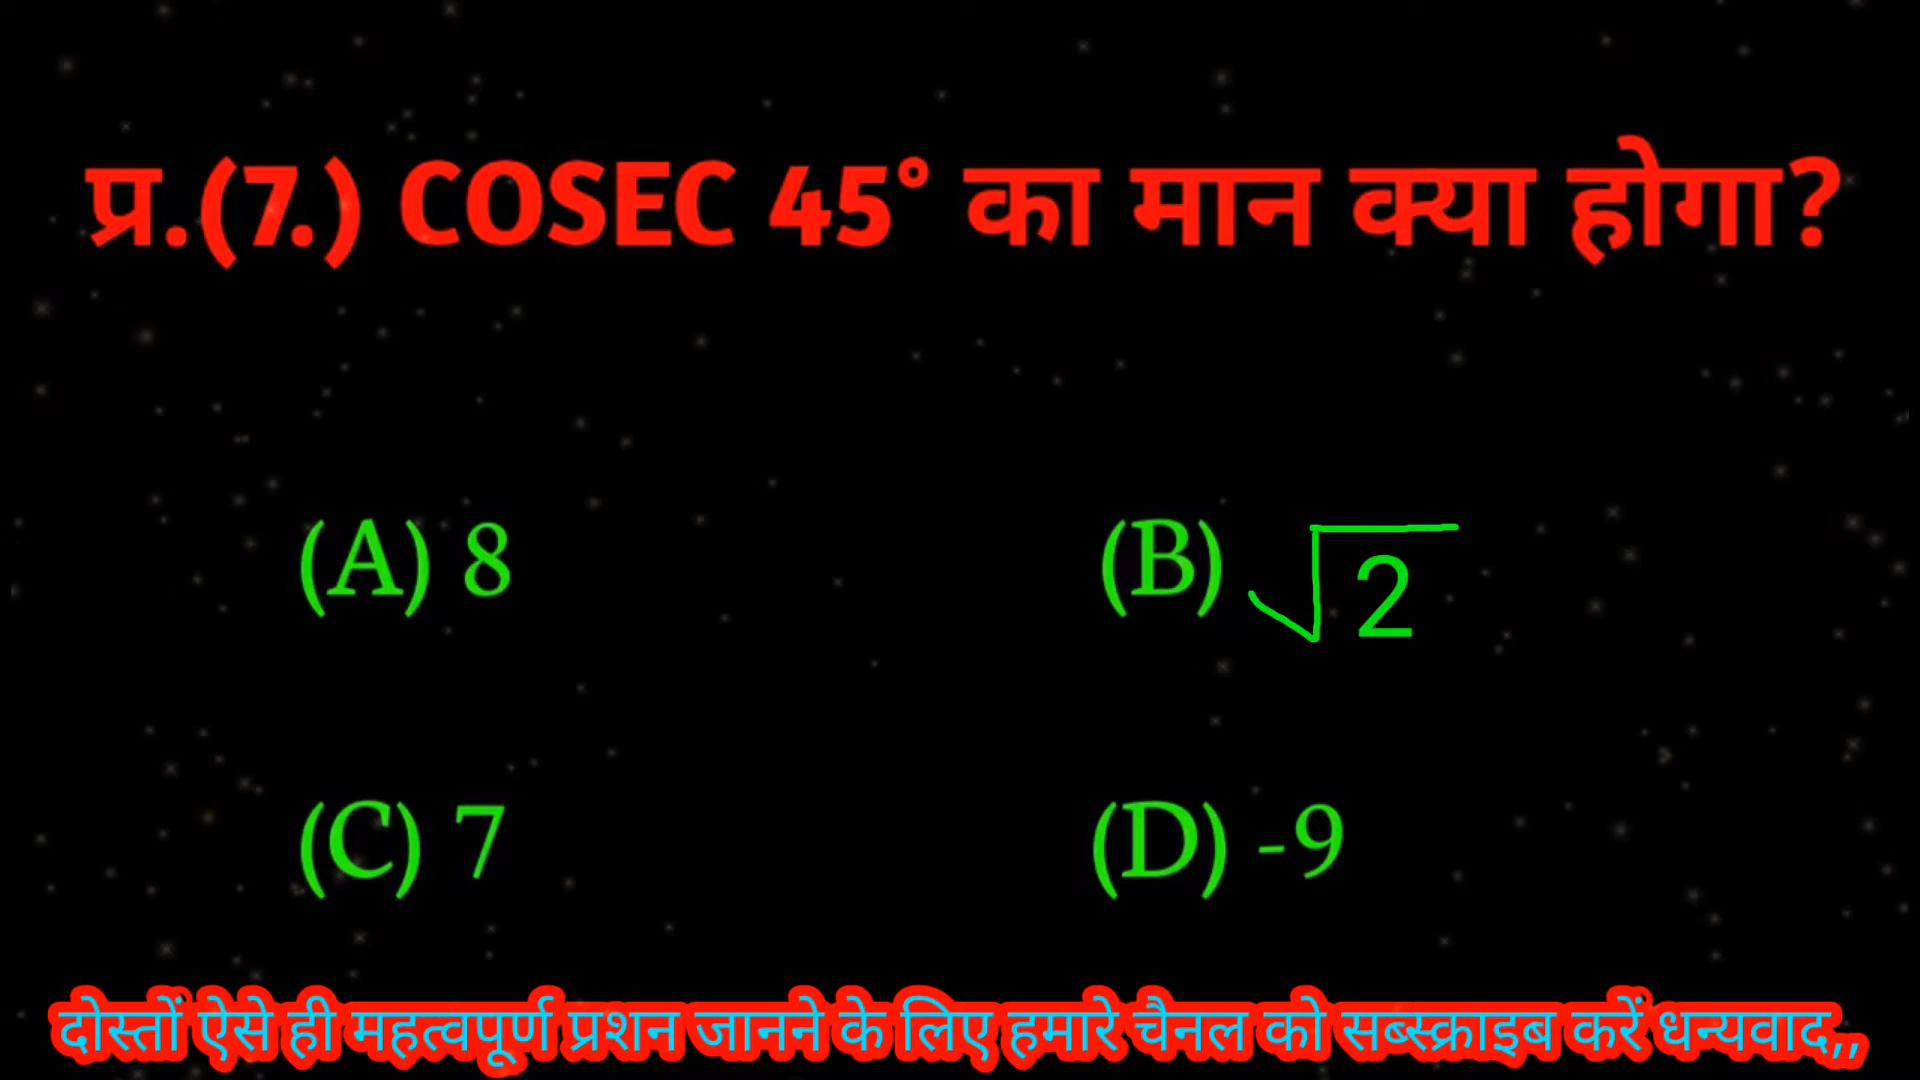 प्र.(7.) COSEC 45° का मान क्या होगा?
(A) 8
(B) √2
(C) 7
(D) -9
दोस्तों ऐसे ही महत्वपूर्ण प्रशन जानने के लिए हमारे चैनल को सब्स्क्राइब करें धन्यवाद,,